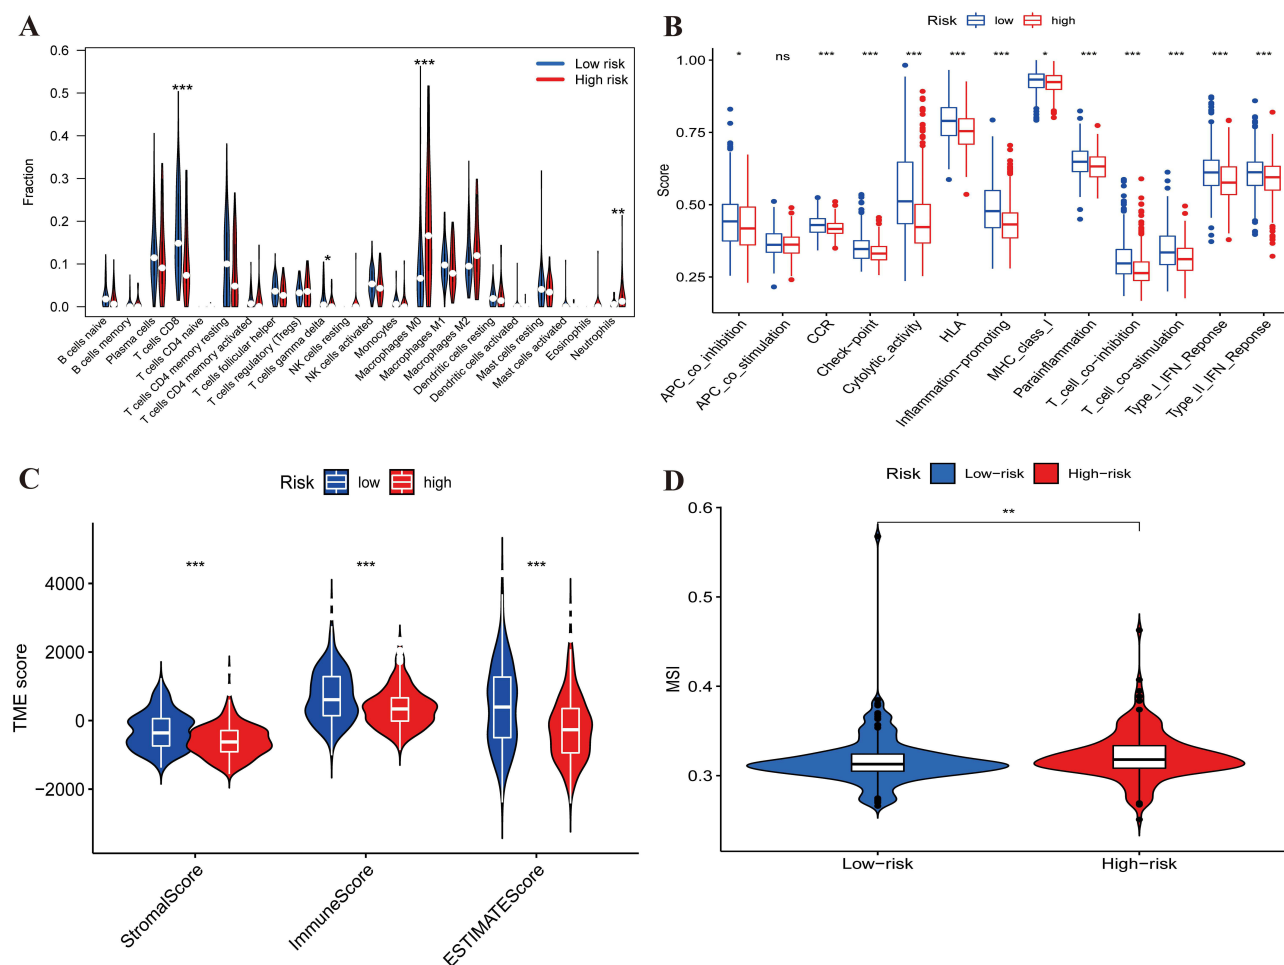 A
0.6
0.5
0.4
0.3
0.2
0.1
0.0
Fraction
Low risk
High risk
***
***
*
**
B cells naive
B cells memory
Plasma cells
T cells CD8
T cells CD4 naive
T cells CD4 memory resting
T cells CD4 memory activated
T cells follicular helper
T cells regulatory (Tregs)
T cells gamma delta
NK cells resting
NK cells activated
Monocytes
Macrophages M0
Macrophages M1
Macrophages M2
Dendritic cells resting
Dendritic cells activated
Mast cells resting
Mast cells activated
Eosinophils
Neutrophils
B
Risk low high
* ns *** *** *** *** *** * *** *** *** *** ***
1.00
0.75
0.50
0.25
Score
APC_co_inhibition
APC_co_stimulation
CCR
Check-point
Cytolytic_activity
HLA
Inflammation-promoting
MHC_class_I
Parainflammation
T_cell_co-inhibition
T_cell_co-stimulation
Type_I_IFN_Reponse
Type_II_IFN_Reponse
C
Risk low high
*** *** ***
4000
2000
0
−2000
TME score
StromalScore
ImmuneScore
ESTIMATEScore
D
Risk Low−risk High−risk
**
0.6
0.5
0.4
0.3
MSI
Low−risk High−risk